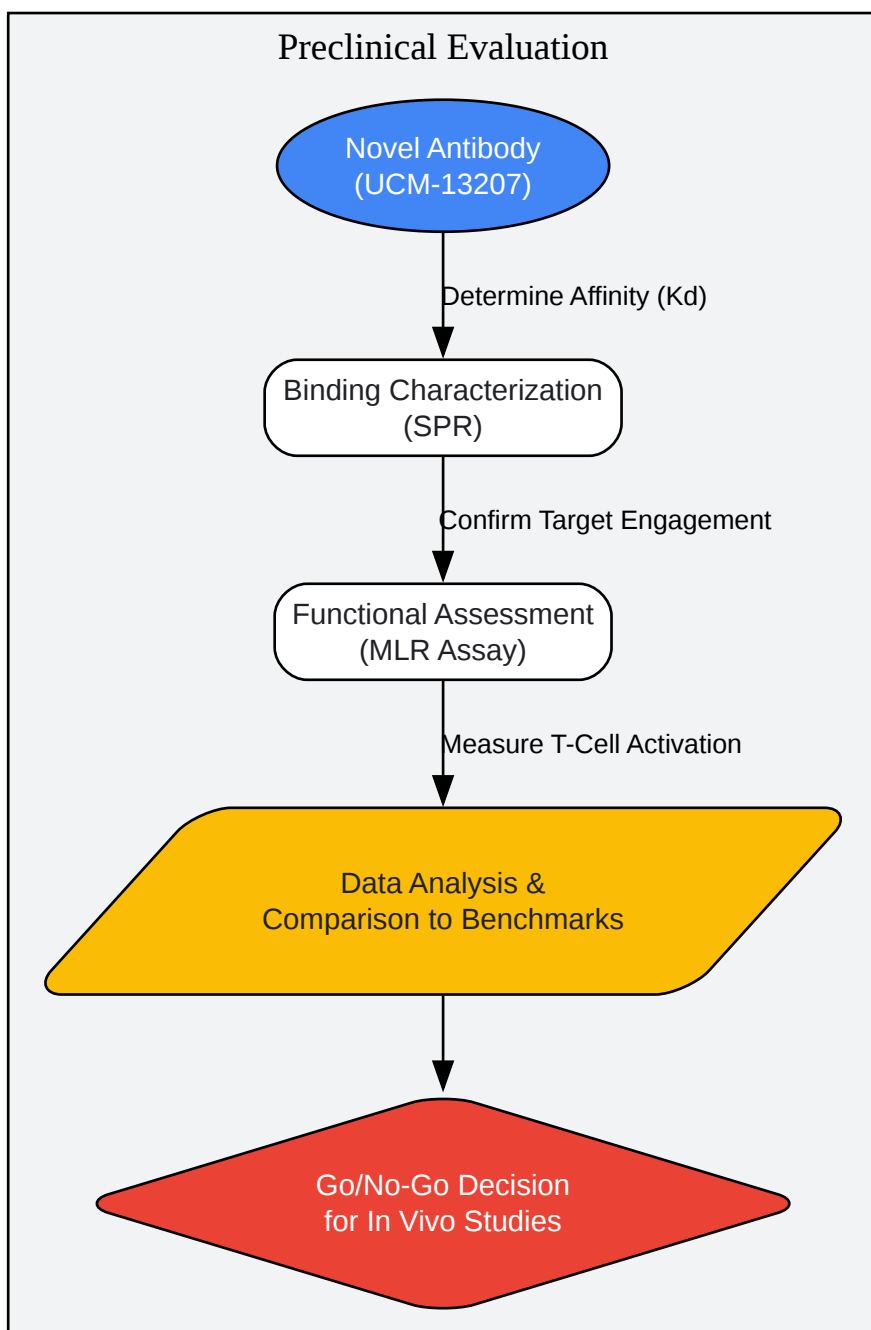 Preclinical Evaluation
Novel Antibody
(UCM-13207)
Determine Affinity (Kd)
Binding Characterization
(SPR)
Confirm Target Engagement
Functional Assessment
(MLR Assay)
Measure T-Cell Activation
Data Analysis &
Comparison to Benchmarks
Go/No-Go Decision
for In Vivo Studies